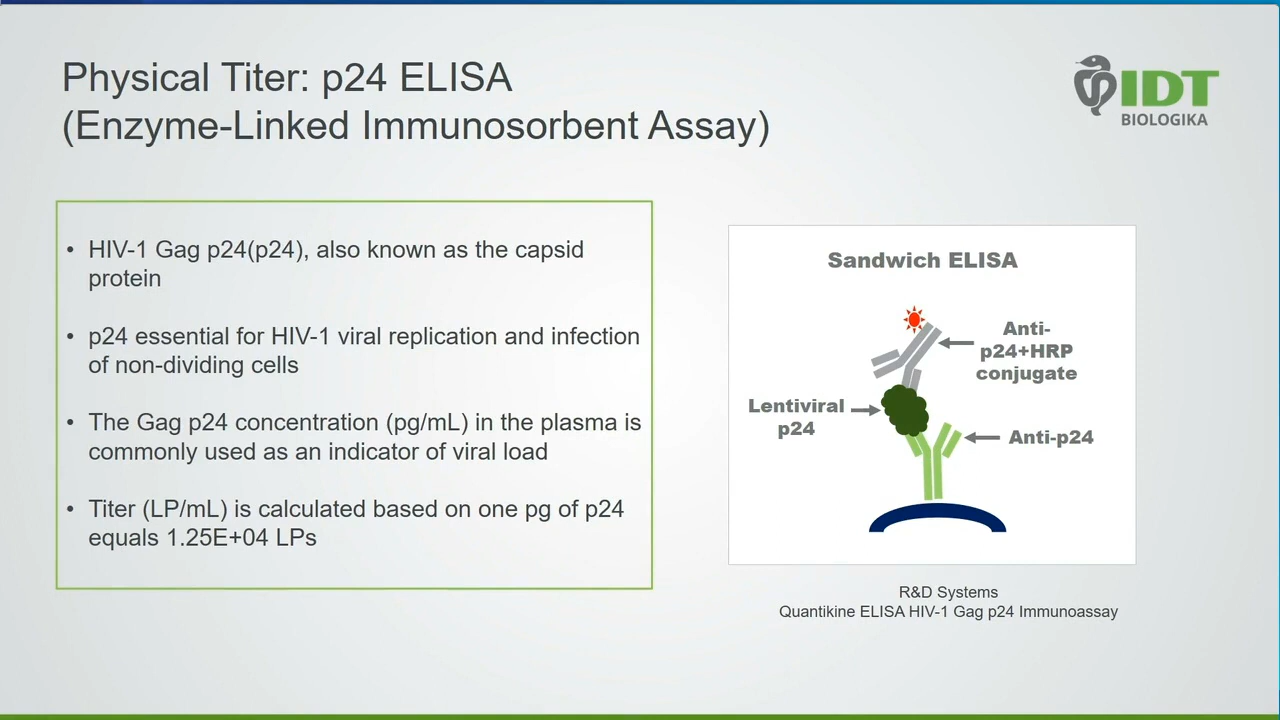 Physical Titer: p24 ELISA
(Enzyme-Linked Immunosorbent Assay)
IDT
BIOLOGIKA
• HIV-1 Gag p24(p24), also known as the capsid
protein
• p24 essential for HIV-1 viral replication and infection
of non-dividing cells
• The Gag p24 concentration (pg/mL) in the plasma is
commonly used as an indicator of viral load
• Titer (LP/mL) is calculated based on one pg of p24
equals 1.25E+04 LPs
Sandwich ELISA
Anti-
p24+HRP
conjugate
Lentiviral
p24
Anti-p24
R&D Systems
Quantikine ELISA HIV-1 Gag p24 Immunoassay